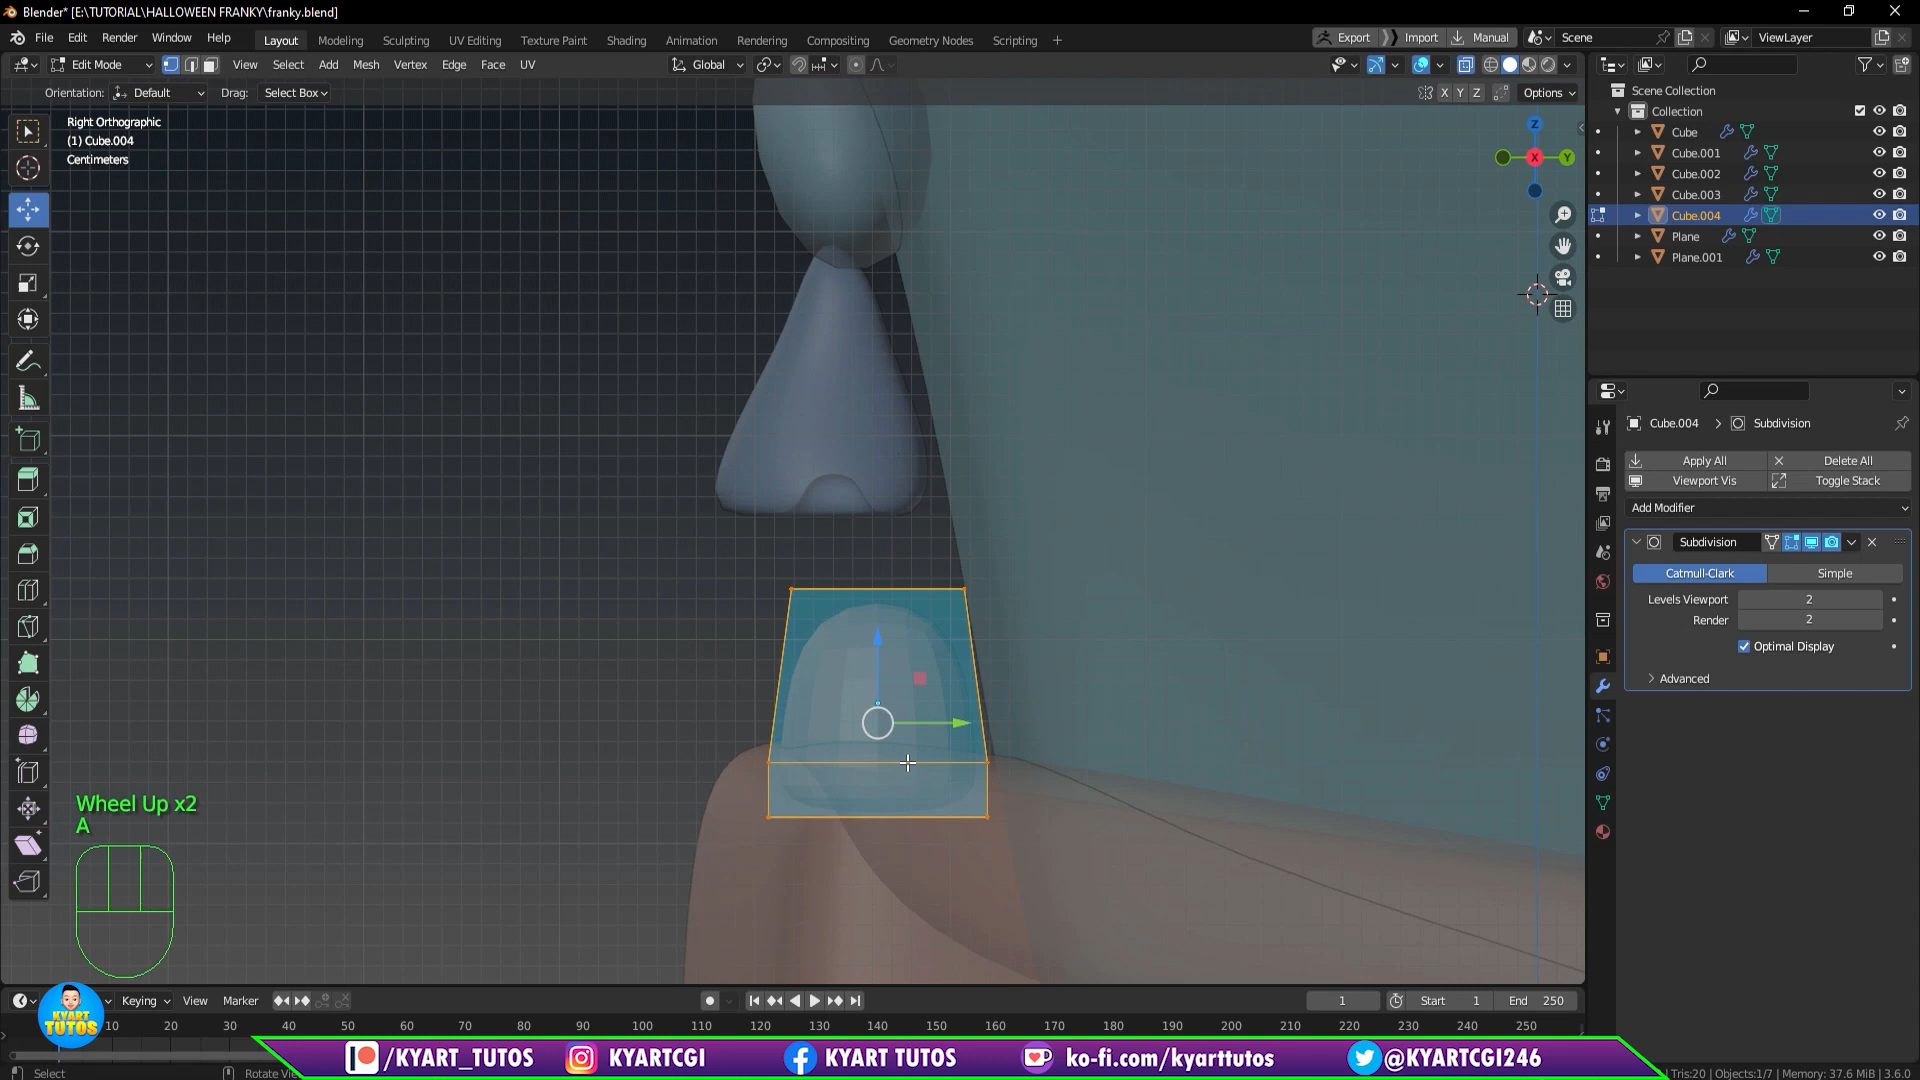 Blender* [E:\TUTORIAL\HALLOWEEN FRANKY\franky.blend]
File Edit Render Window Help
Layout Modeling Sculpting UV Editing Texture Paint Shading Animation Rendering Compositing Geometry Nodes Scripting +
Export Import Manual Scene ViewLayer
Edit Mode View Select Add Mesh Vertex Edge Face UV Global
Orientation: Default Drag: Select Box X Y Z Options
Right Orthographic
(1) Cube.004
Centimeters
Z
X Y
Scene Collection
Collection
Cube
Cube.001
Cube.002
Cube.003
Cube.004
Plane
Plane.001
Cube.004 > Subdivision
Apply All Delete All
Viewport Vis Toggle Stack
Add Modifier
Subdivision
Catmull-Clark Simple
Levels Viewport 2
Render 2
Optimal Display
Advanced
Wheel Up x2
A
Keying View Marker 1 Start 1 End 250
10 20 30 40 50 60 70 80 90 100 110 120 130 140 150 160 170 180 190 200 210 220 230 240 250
KYART TUTOS
/KYART_TUTOS KYARTCGI KYART TUTOS ko-fi.com/kyarttutos @KYARTCGI246
Select Rotate Vie Tris:20 | Objects:1/7 | Memory: 37.6 MiB | 3.6.0